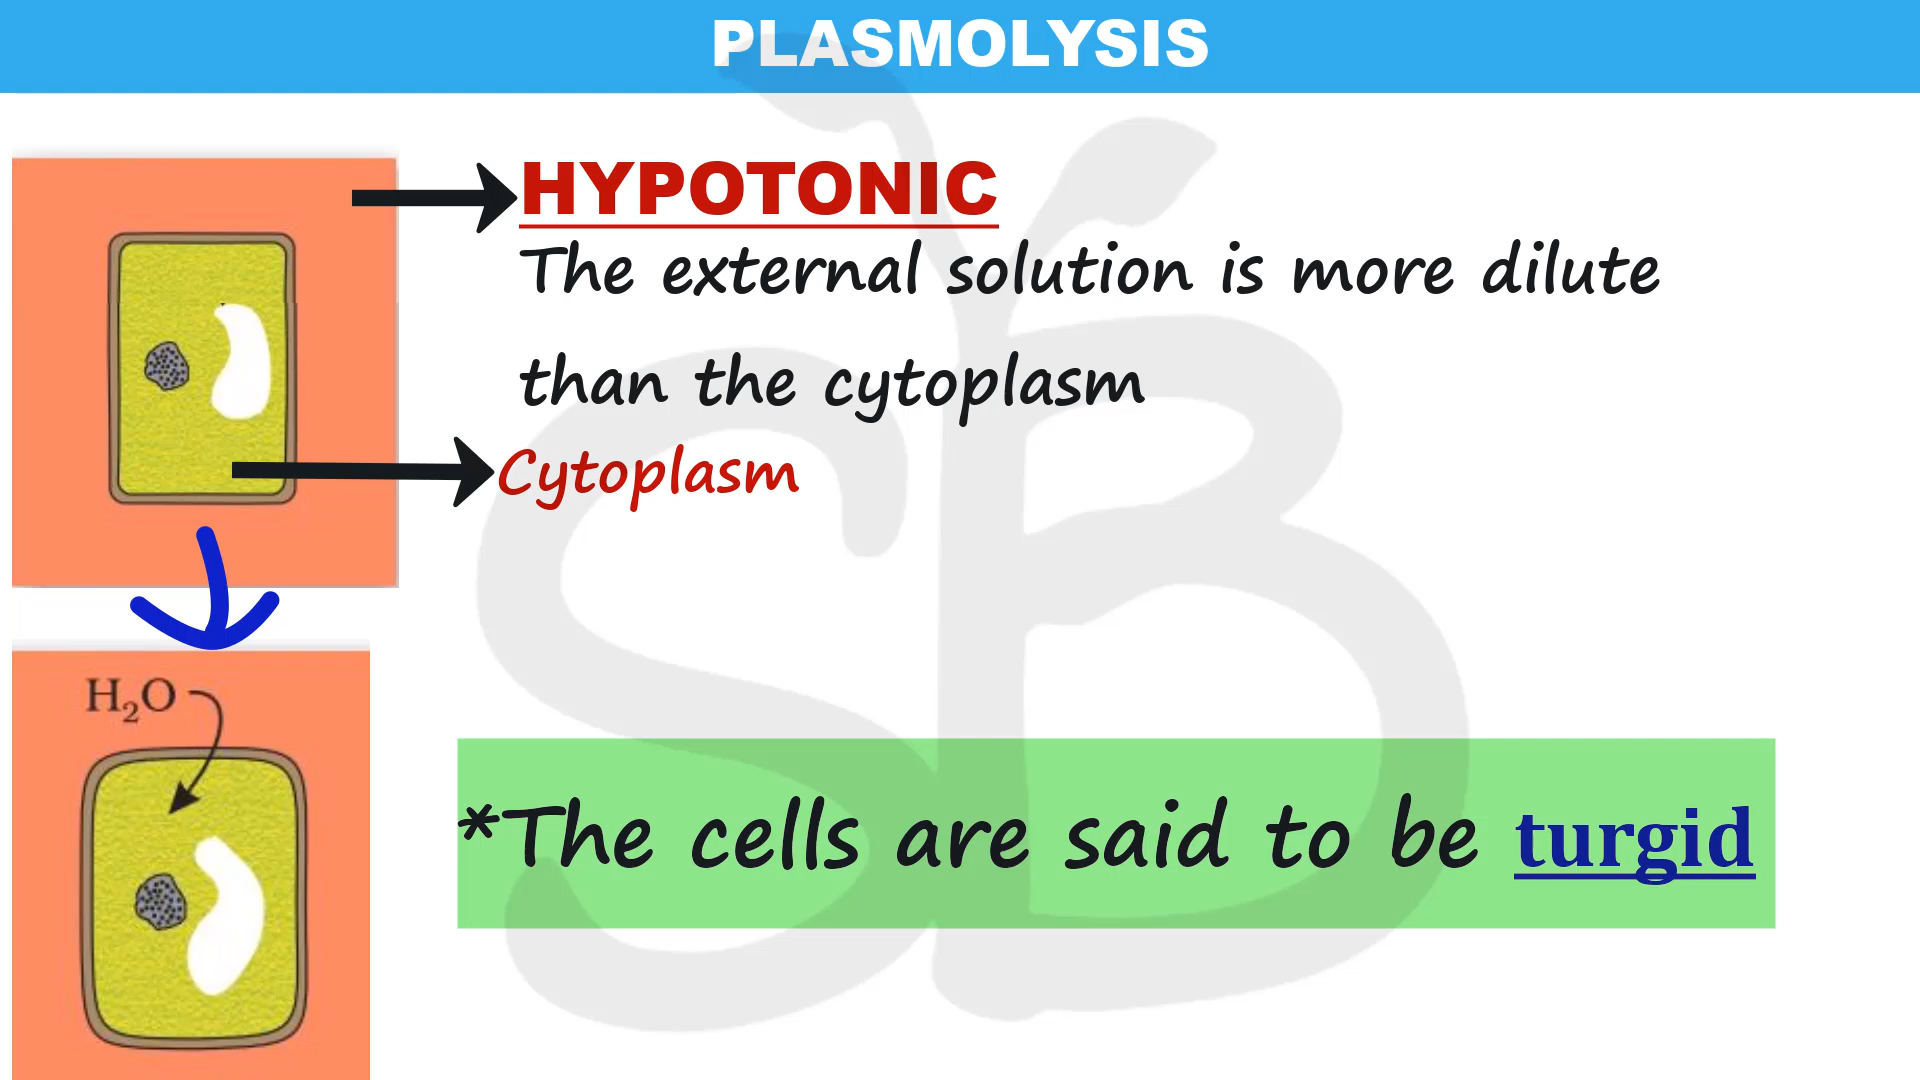 PLASMOLYSIS
HYPOTONIC
The external solution is more dilute
than the cytoplasm
Cytoplasm
H₂O
*The cells are said to be turgid
SB